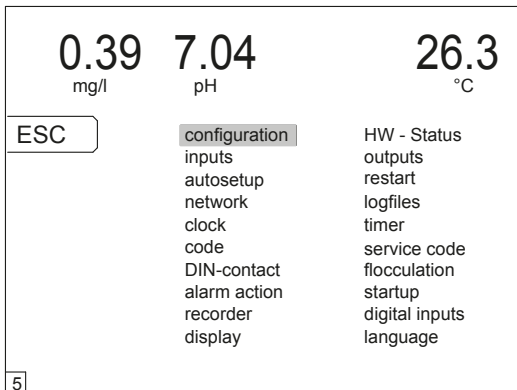 0.39 7.04 26.3
mg/l pH °C
ESC
configuration HW - Status
inputs outputs
autosetup restart
network logfiles
clock timer
code service code
DIN-contact flocculation
alarm action startup
recorder digital inputs
display language
5